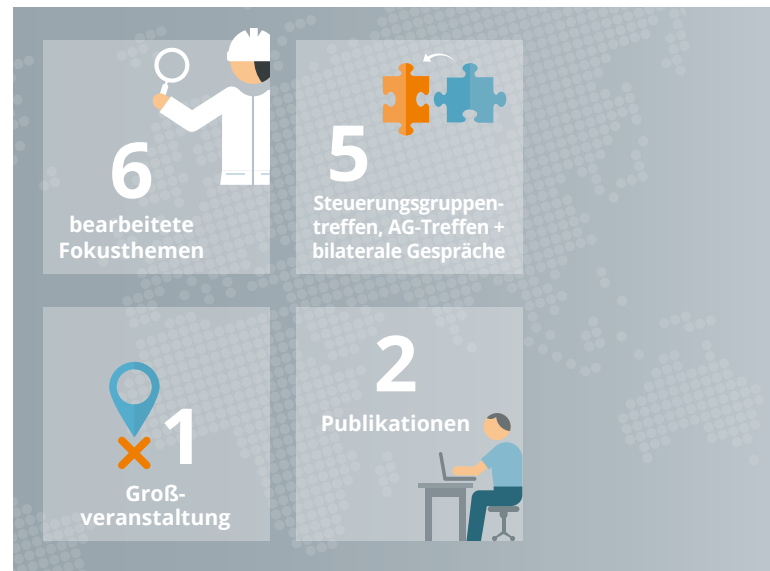 6
bearbeitete
Fokusthemen
5
Steuerungsgruppen-
treffen, AG-Treffen +
bilaterale Gespräche
1
Groß-
veranstaltung
2
Publikationen